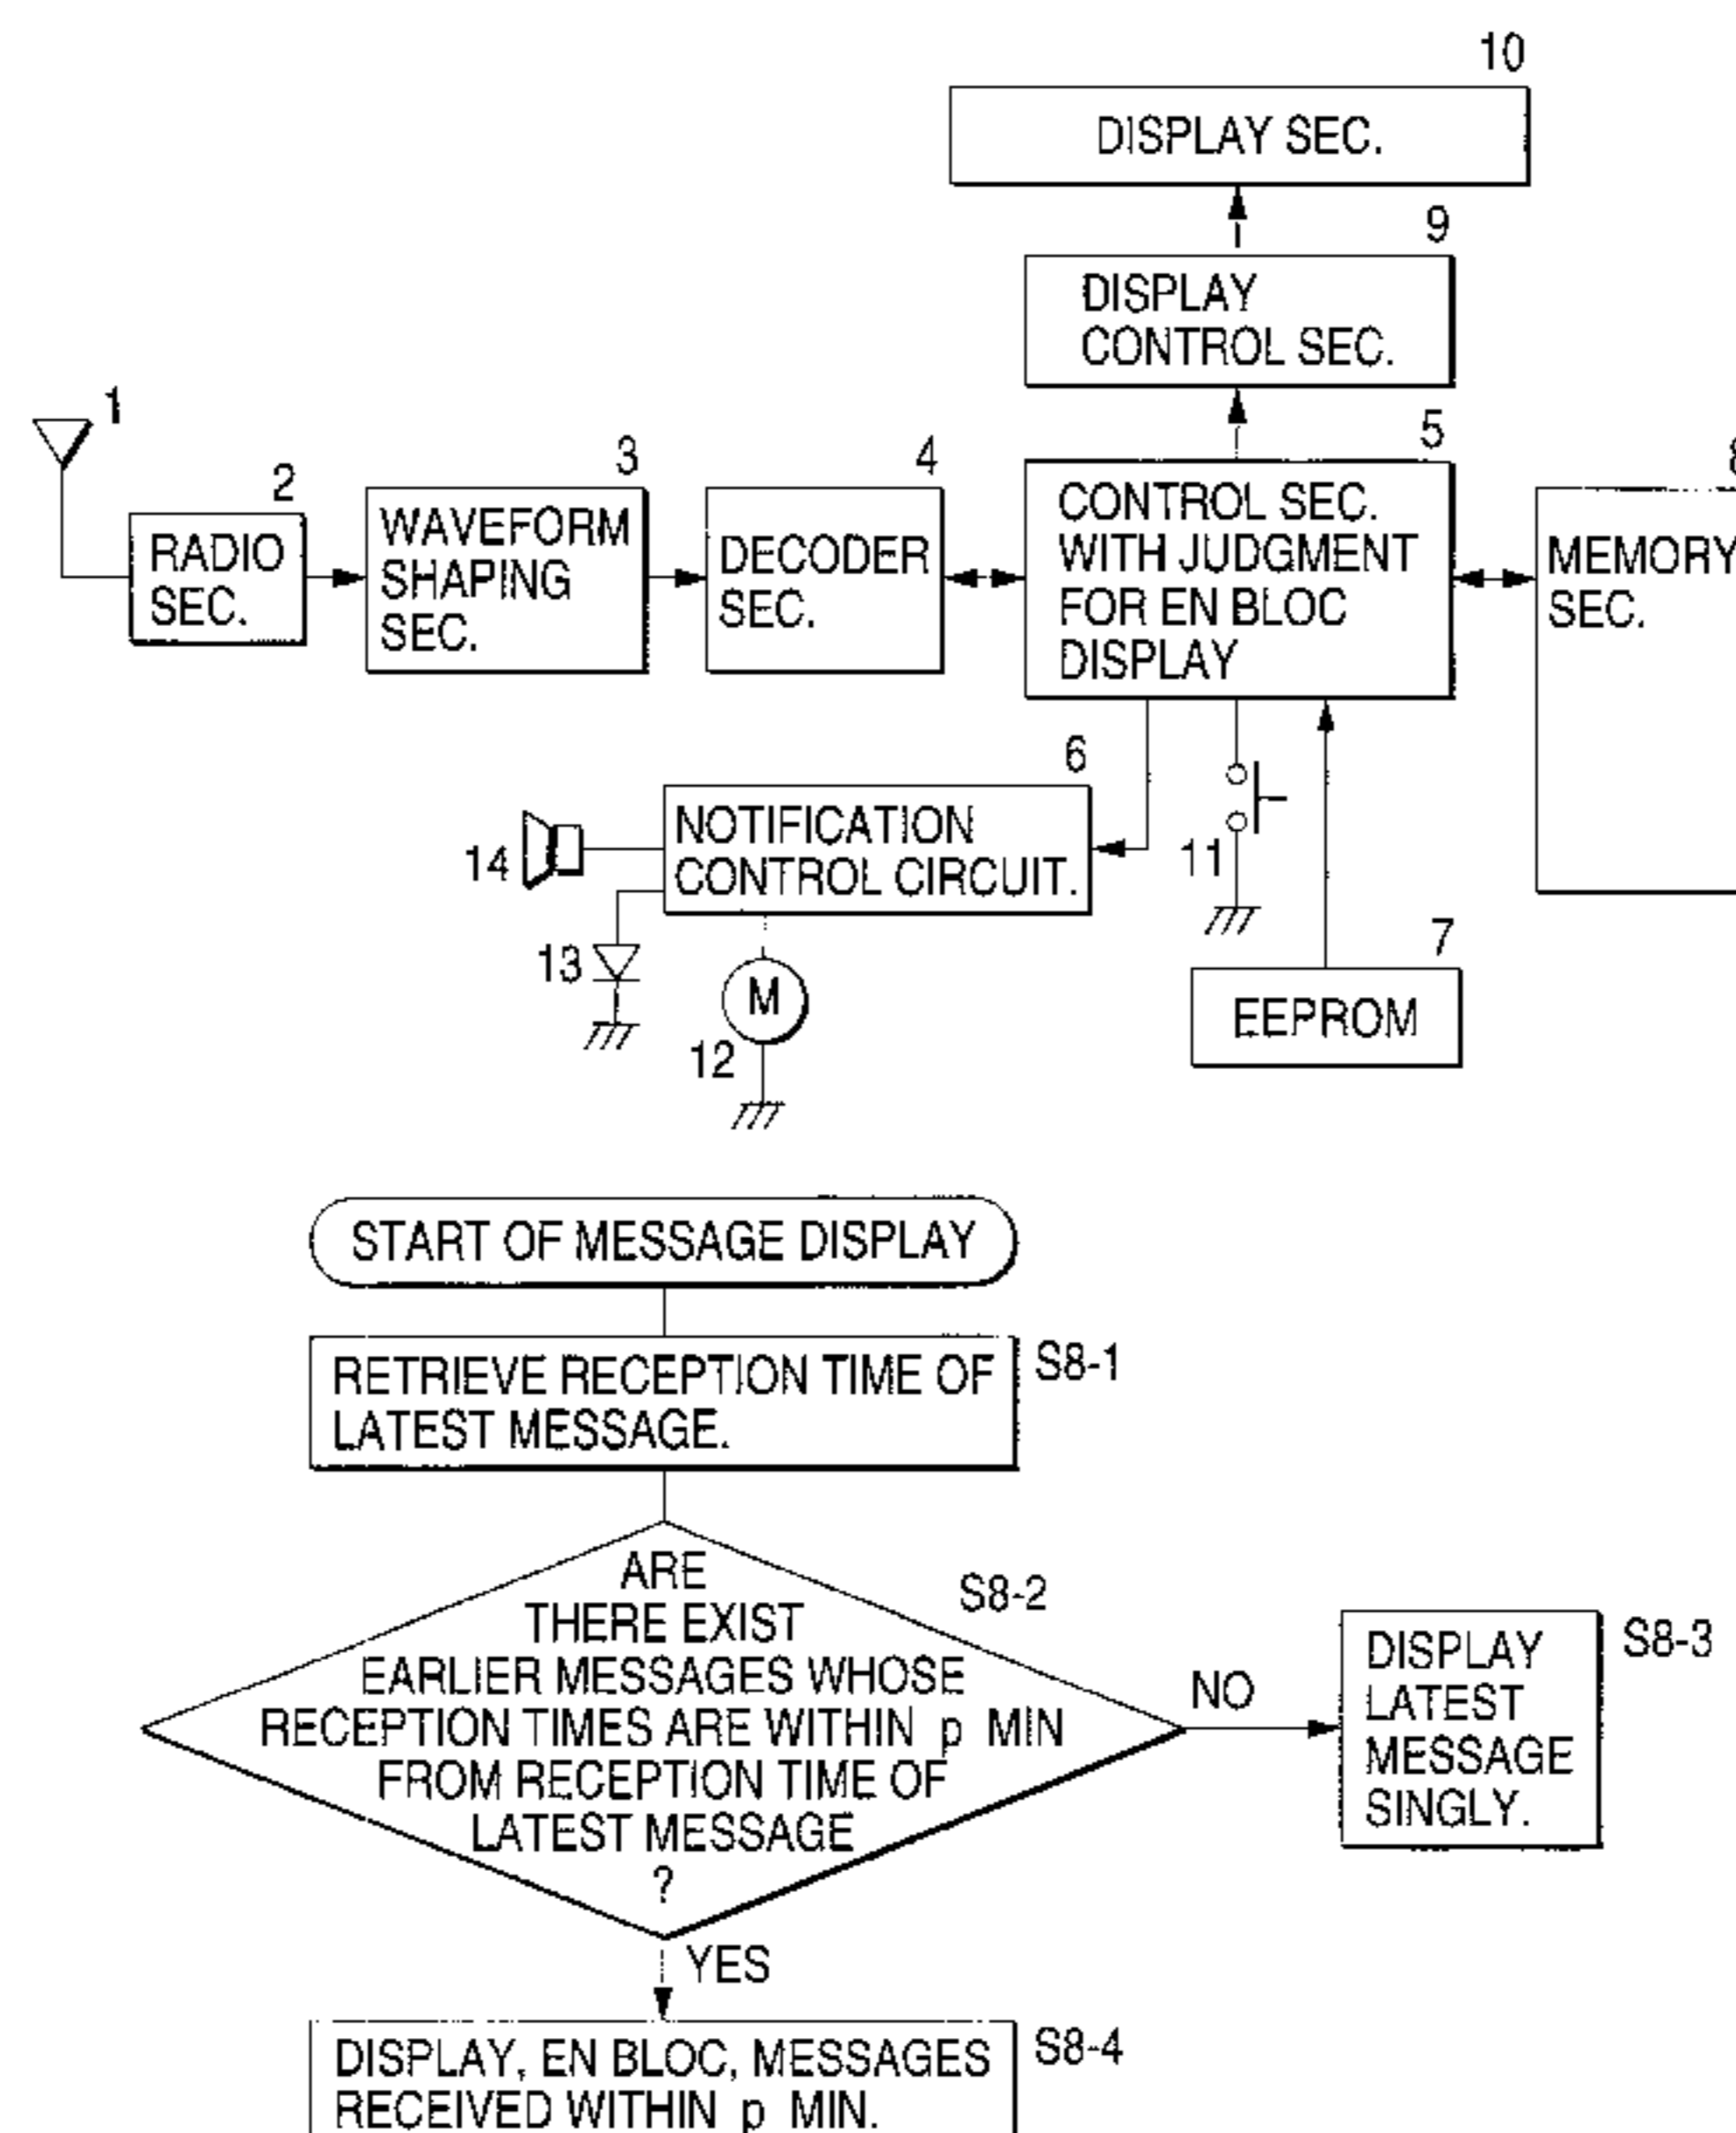 10
DISPLAY SEC.
9
DISPLAY
CONTROL SEC.
1
2
RADIO
SEC.
3
WAVEFORM
SHAPING
SEC.
4
DECODER
SEC.
5
CONTROL SEC.
WITH JUDGMENT
FOR EN BLOC
DISPLAY
MEMORY
SEC.
6
NOTIFICATION
CONTROL CIRCUIT.
14
13
M
12
11
7
EEPROM
START OF MESSAGE DISPLAY
RETRIEVE RECEPTION TIME OF
LATEST MESSAGE.
S8-1
ARE
THERE EXIST
EARLIER MESSAGES WHOSE
RECEPTION TIMES ARE WITHIN p MIN
FROM RECEPTION TIME OF
LATEST MESSAGE
?
S8-2
NO
DISPLAY
LATEST
MESSAGE
SINGLY.
S8-3
YES
DISPLAY, EN BLOC, MESSAGES
RECEIVED WITHIN p MIN.
S8-4